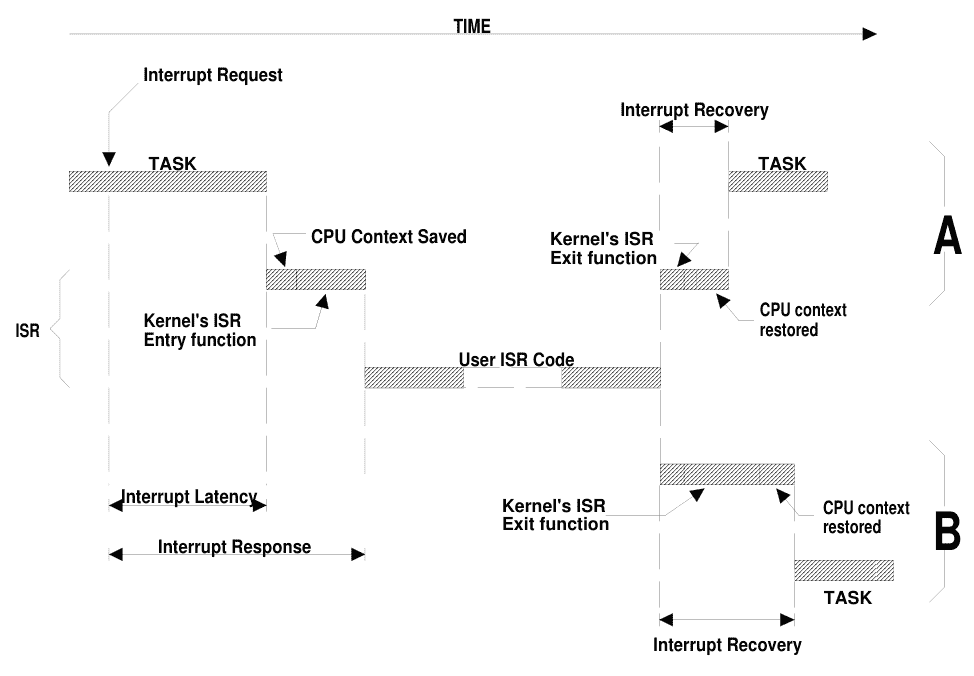 TIME
Interrupt Request
Interrupt Recovery
TASK
TASK
A
CPU Context Saved
Kernel's ISR
Exit function
CPU context
restored
ISR
Kernel's ISR
Entry function
User ISR Code
Interrupt Latency
Kernel's ISR
Exit function
CPU context
restored
B
Interrupt Response
TASK
Interrupt Recovery